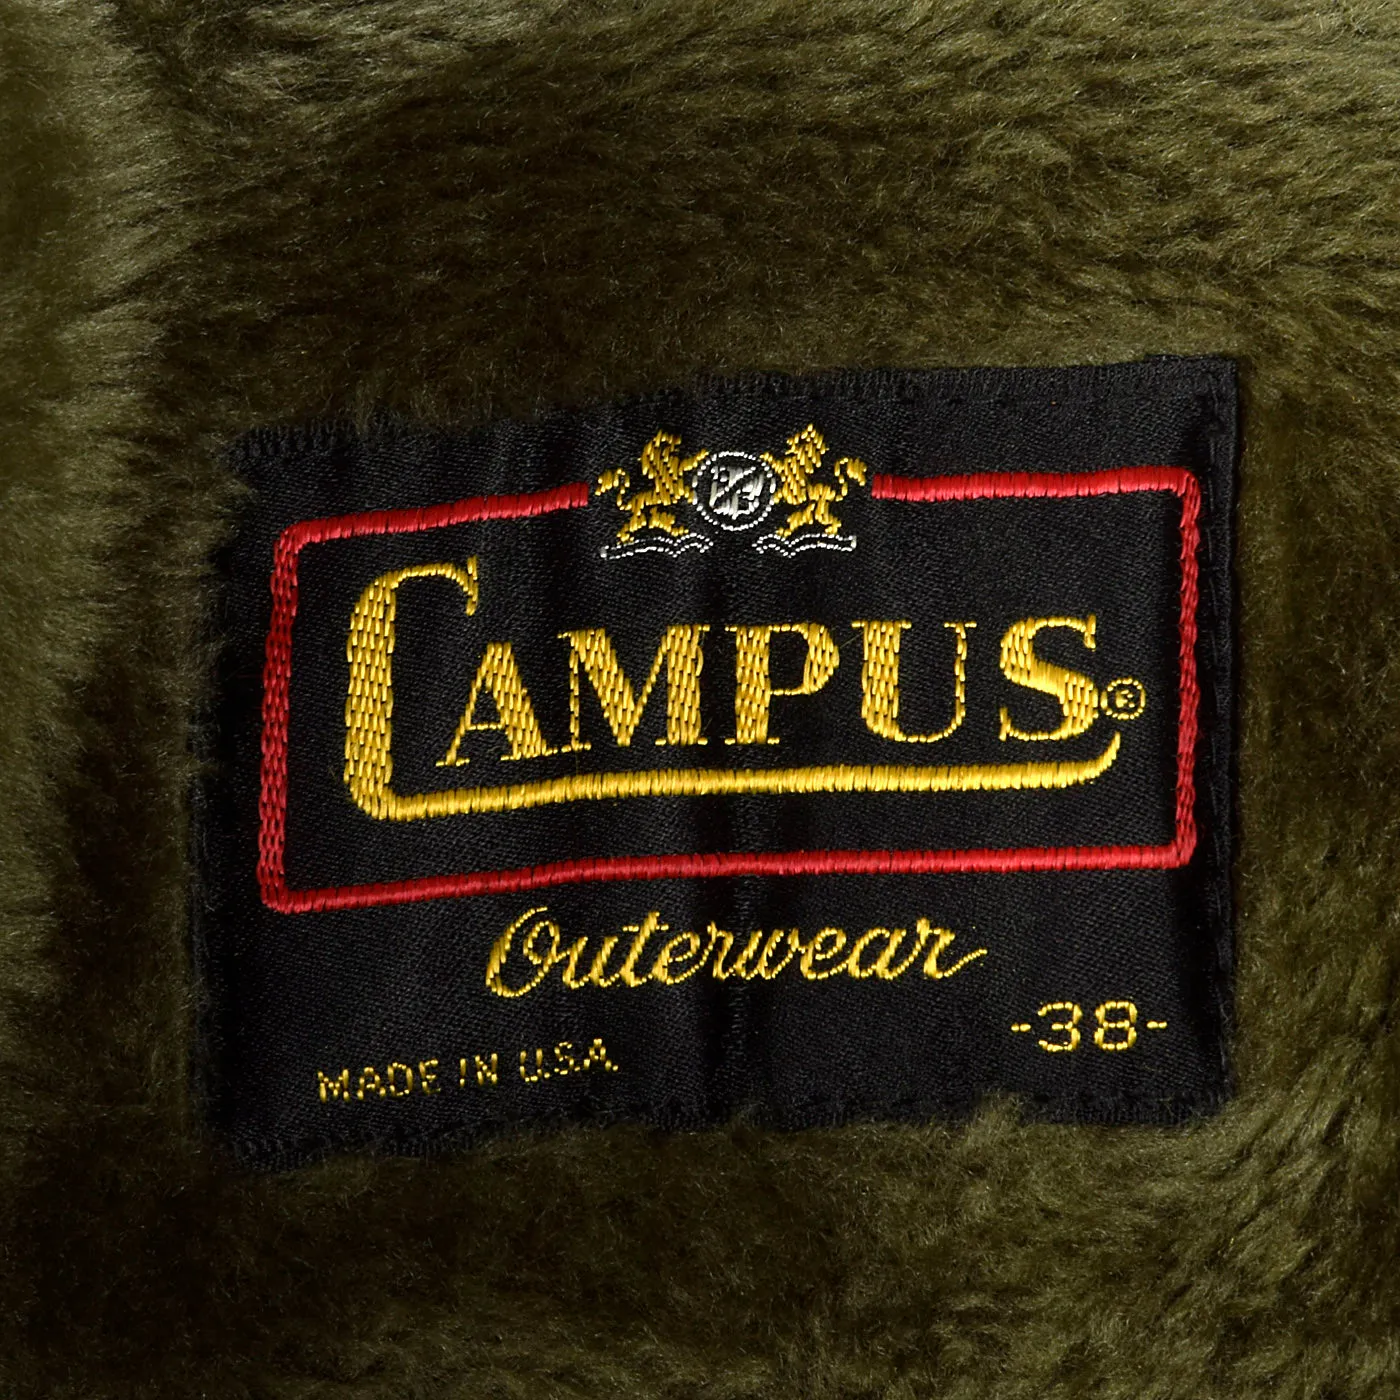 CAMPUS®
Outerwear
-38-
MADE IN U.S.A.